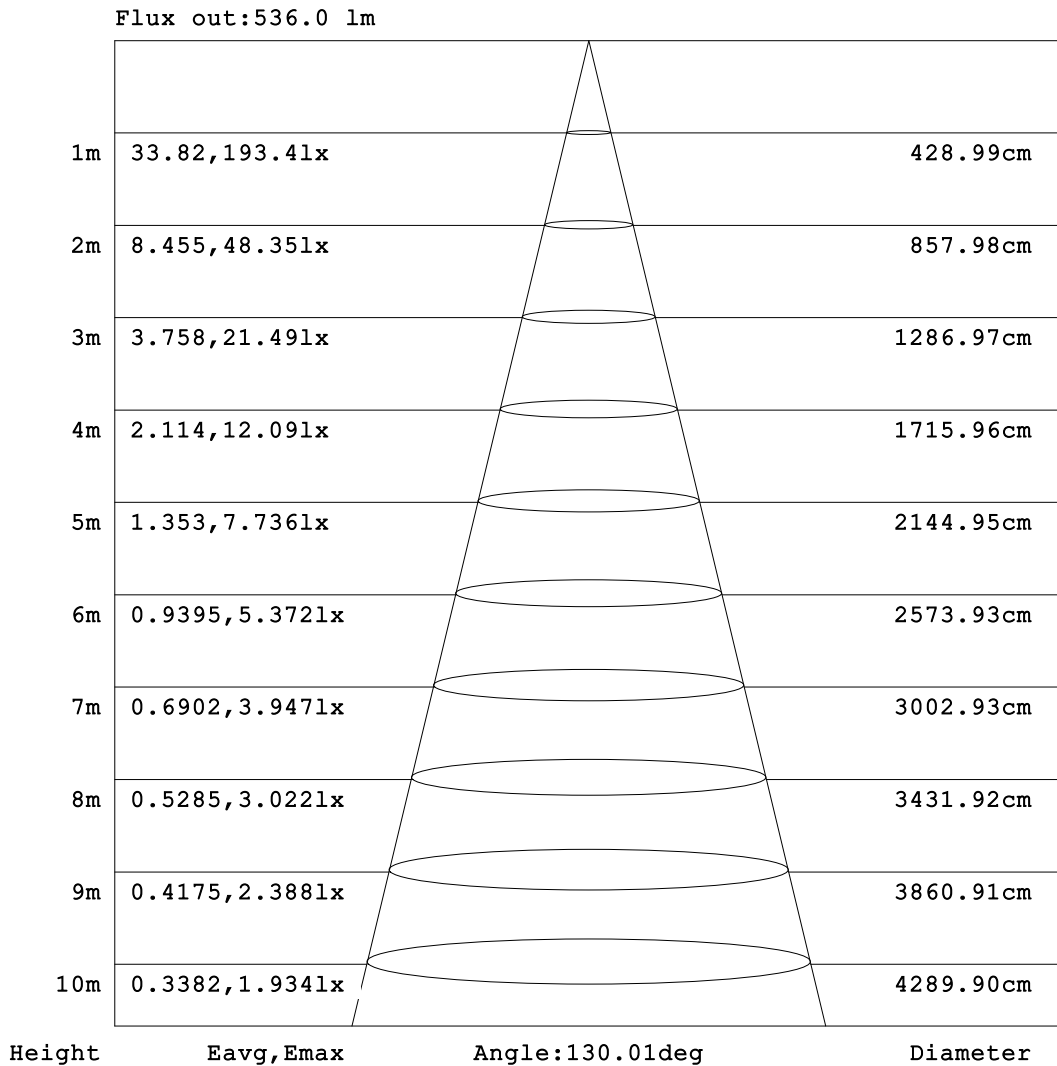 Flux out:536.0 lm
1m 33.82,193.4lx 428.99cm
2m 8.455,48.35lx 857.98cm
3m 3.758,21.49lx 1286.97cm
4m 2.114,12.09lx 1715.96cm
5m 1.353,7.736lx 2144.95cm
6m 0.9395,5.372lx 2573.93cm
7m 0.6902,3.947lx 3002.93cm
8m 0.5285,3.022lx 3431.92cm
9m 0.4175,2.388lx 3860.91cm
10m 0.3382,1.934lx 4289.90cm
Height Eavg,Emax Angle:130.01deg Diameter